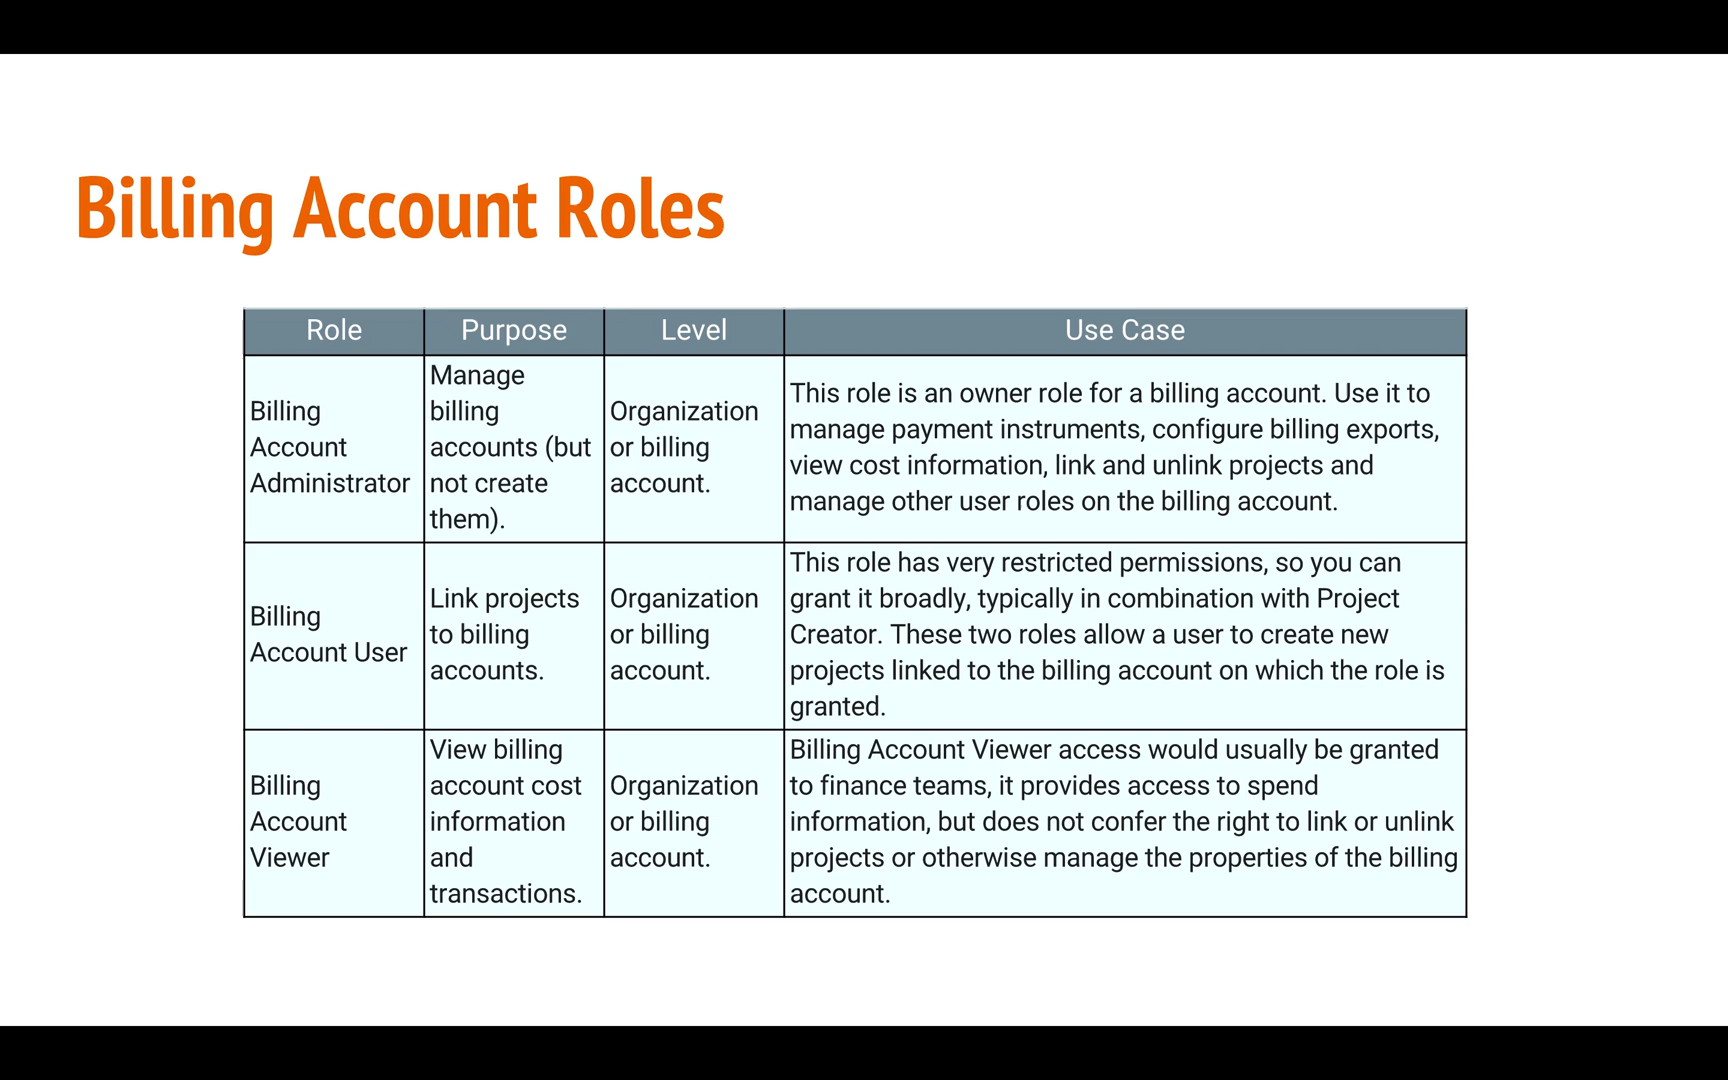 Billing Account Roles
Role
Purpose
Level
Use Case
Billing
Account
Administrator
Manage
billing
accounts (but
not create
them).
Organization
or billing
account.
This role is an owner role for a billing account. Use it to
manage payment instruments, configure billing exports,
view cost information, link and unlink projects and
manage other user roles on the billing account.
Billing
Account User
Link projects
to billing
accounts.
Organization
or billing
account.
This role has very restricted permissions, so you can
grant it broadly, typically in combination with Project
Creator. These two roles allow a user to create new
projects linked to the billing account on which the role is
granted.
Billing
Account
Viewer
View billing
account cost
information
and
transactions.
Organization
or billing
account.
Billing Account Viewer access would usually be granted
to finance teams, it provides access to spend
information, but does not confer the right to link or unlink
projects or otherwise manage the properties of the billing
account.